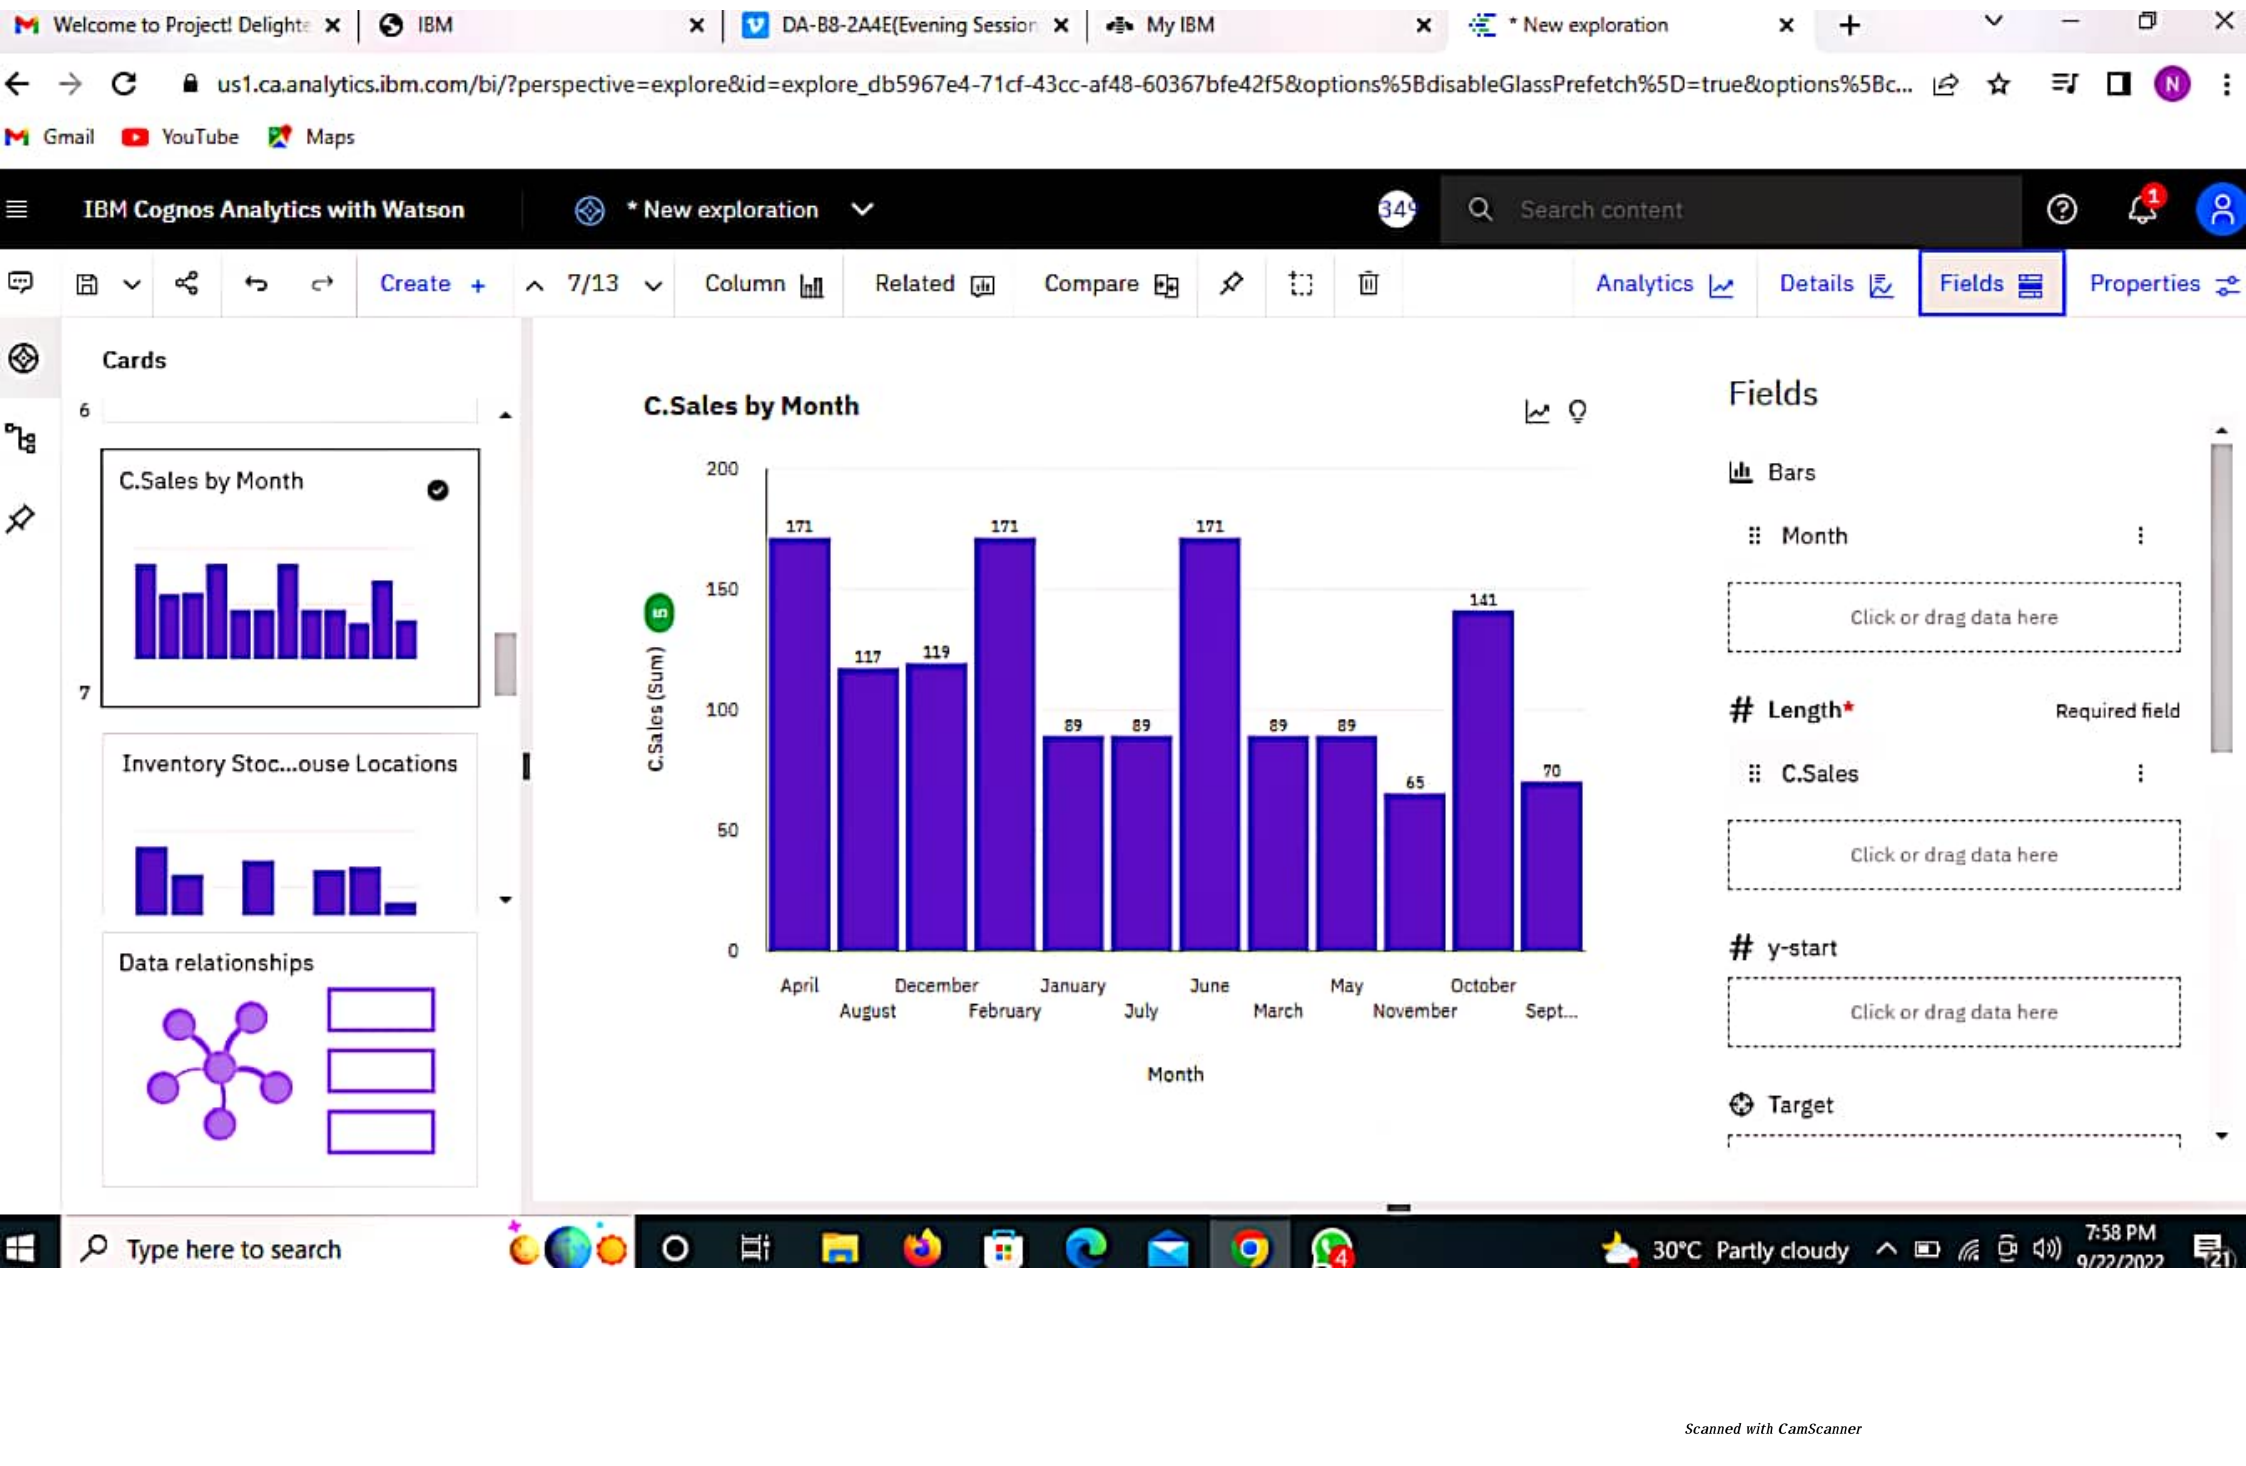 Welcome to Project! Delighte
IBM
DA-B8-2A4E(Evening Session
My IBM
* New exploration
us1.ca.analytics.ibm.com/bi/?perspective=explore&id=explore_db5967e4-71cf-43cc-af48-60367bfe42f5&options%5BdisableGlassPrefetch%5D=true&options%5Bc...
N
Gmail
YouTube
Maps
IBM Cognos Analytics with Watson
* New exploration
Search content
1
Create +
7/13
Column
Related
Compare
Analytics
Details
Fields
Properties
Cards
6
C.Sales by Month
7
Inventory Stoc...ouse Locations
Data relationships
C.Sales by Month
C.Sales (Sum)
5
200
150
100
50
0
171
117
119
171
89
89
171
89
89
65
141
70
April
August
December
February
January
July
June
March
May
November
October
Sept...
Month
Fields
Bars
Month
Click or drag data here
# Length* Required field
C.Sales
Click or drag data here
# y-start
Click or drag data here
Target
Type here to search
4
30°C Partly cloudy
7:58 PM
9/22/2022
21
Scanned with CamScanner